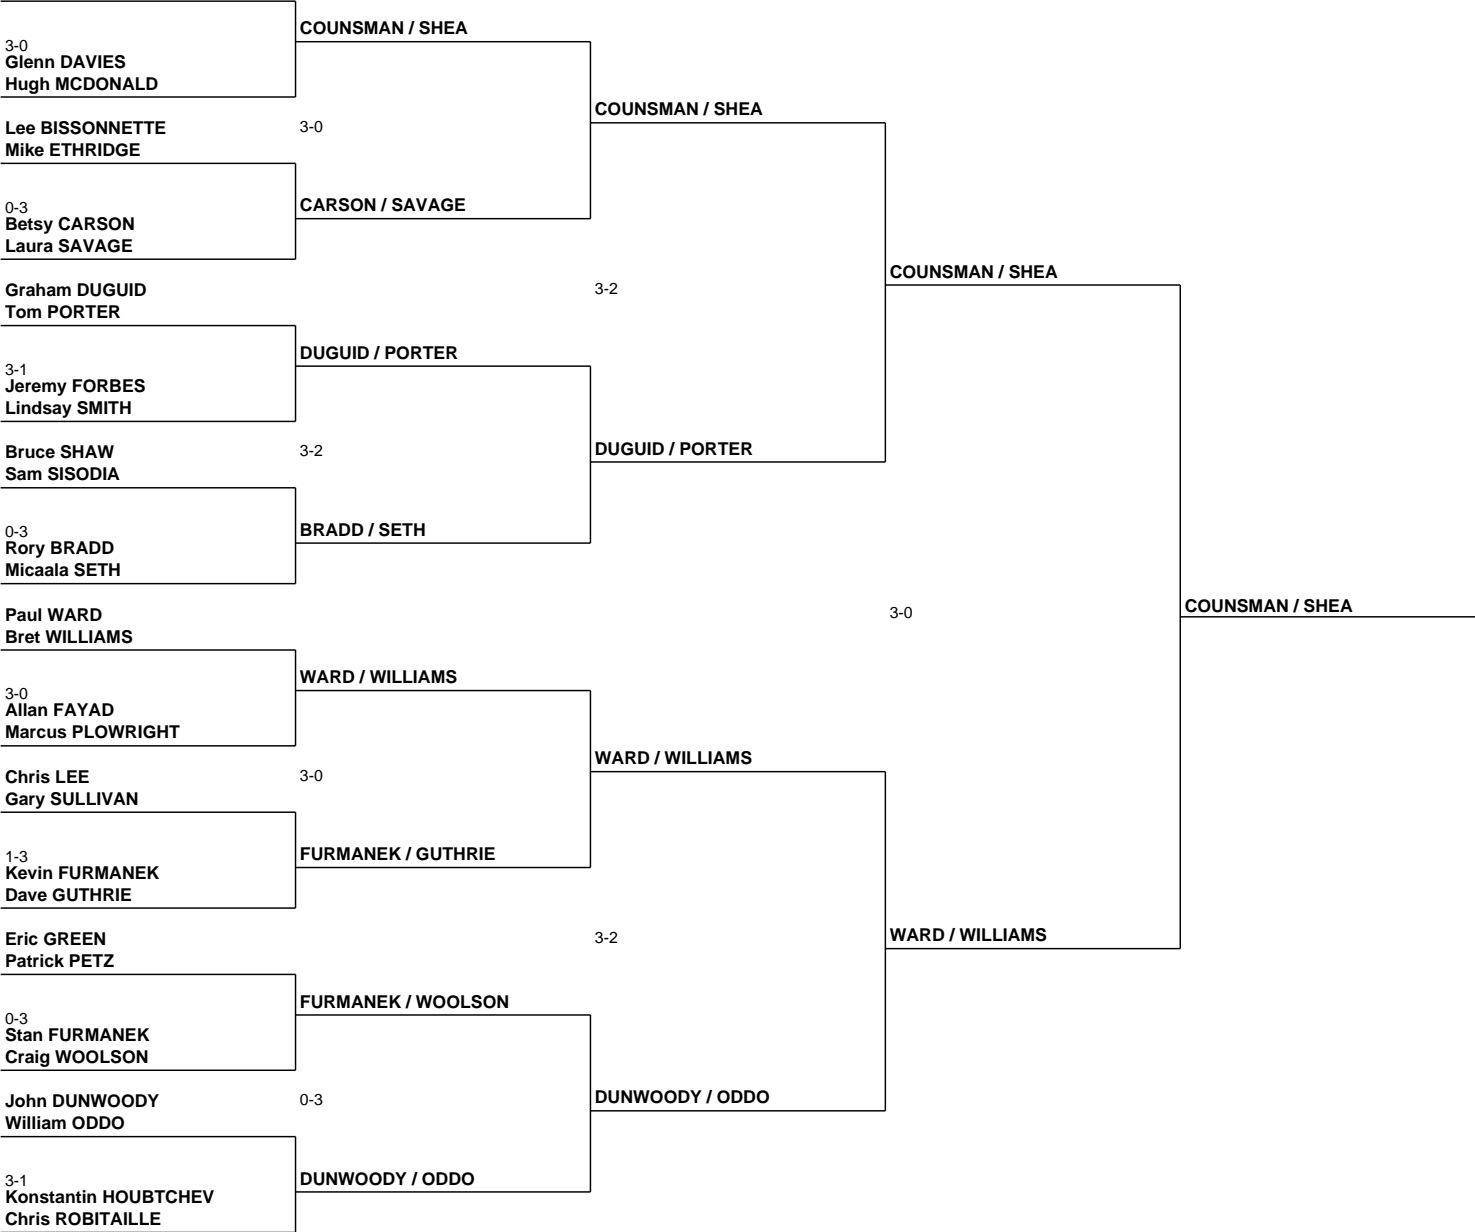 COUNSMAN / SHEA
3-0
Glenn DAVIES
Hugh MCDONALD
COUNSMAN / SHEA
Lee BISSONNETTE
3-0
Mike ETHRIDGE
CARSON / SAVAGE
0-3
Betsy CARSON
Laura SAVAGE
COUNSMAN / SHEA
Graham DUGUID
3-2
Tom PORTER
DUGUID / PORTER
3-1
Jeremy FORBES
Lindsay SMITH
Bruce SHAW
3-2
DUGUID / PORTER
Sam SISODIA
BRADD / SETH
0-3
Rory BRADD
Micaala SETH
COUNSMAN / SHEA
Paul WARD
3-0
Bret WILLIAMS
WARD / WILLIAMS
3-0
Allan FAYAD
Marcus PLOWRIGHT
WARD / WILLIAMS
Chris LEE
3-0
Gary SULLIVAN
FURMANEK / GUTHRIE
1-3
Kevin FURMANEK
Dave GUTHRIE
Eric GREEN
3-2
WARD / WILLIAMS
Patrick PETZ
FURMANEK / WOOLSON
0-3
Stan FURMANEK
Craig WOOLSON
DUNWOODY / ODDO
John DUNWOODY
0-3
William ODDO
DUNWOODY / ODDO
3-1
Konstantin HOUBTCHEV
Chris ROBITAILLE